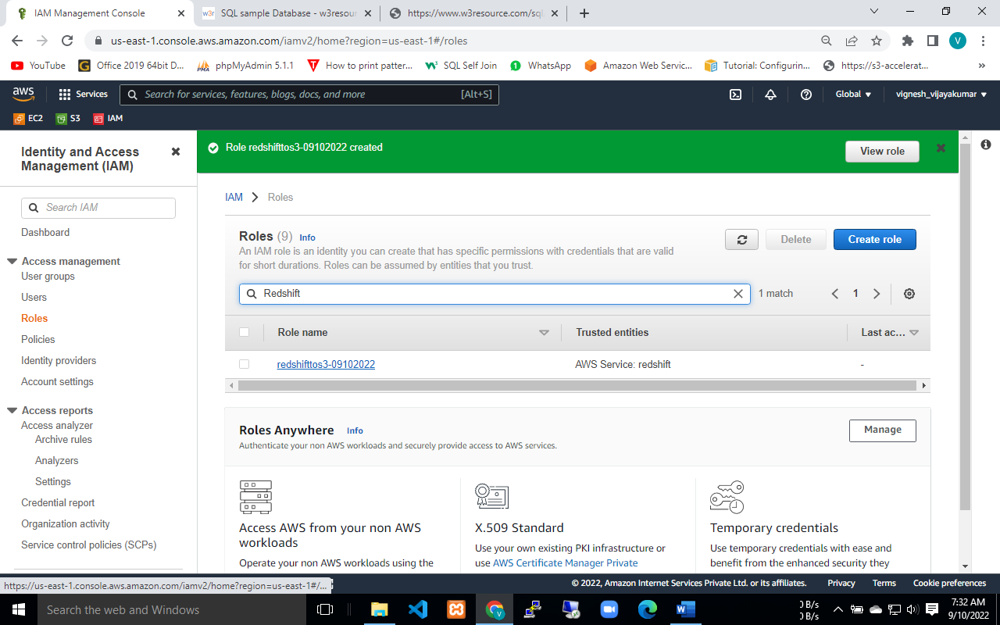 IAM Management Console
SQL sample Database - w3resour
https://www.w3resource.com/sql
us-east-1.console.aws.amazon.com/iamv2/home?region=us-east-1#/roles
V
YouTube
Office 2019 64bit D...
phpMyAdmin 5.1.1
How to print patter...
SQL Self Join
WhatsApp
Amazon Web Servic...
Tutorial: Configurin...
https://s3-accelerat...
»
aws
Services
Search for services, features, blogs, docs, and more
[Alt+S]
Global
vignesh_vijayakumar
EC2
S3
IAM
Identity and Access
Management (IAM)
Search IAM
Dashboard
Access management
User groups
Users
Roles
Policies
Identity providers
Account settings
Access reports
Access analyzer
Archive rules
Analyzers
Settings
Credential report
Organization activity
Service control policies (SCPs)
Role redshifttos3-09102022 created
View role
IAM
Roles
Roles (9) Info
An IAM role is an identity you can create that has specific permissions with credentials that are valid
for short durations. Roles can be assumed by entities that you trust.
Delete
Create role
Redshift
1 match
1
Role name
Trusted entities
Last ac...
redshifttos3-09102022
AWS Service: redshift
-
Roles Anywhere Info
Authenticate your non AWS workloads and securely provide access to AWS services.
Manage
Access AWS from your non AWS
workloads
Operate your non AWS workloads using the
X.509 Standard
Use your own existing PKI infrastructure or
use AWS Certificate Manager Private
Temporary credentials
Use temporary credentials with ease and
benefit from the enhanced security they
https://us-east-1.console.aws.amazon.com/iamv2/home?region=us-east-1#/...
© 2022, Amazon Internet Services Private Ltd. or its affiliates.
Privacy
Terms
Cookie preferences
Search the web and Windows
0 B/s
0 B/s
7:32 AM
9/10/2022